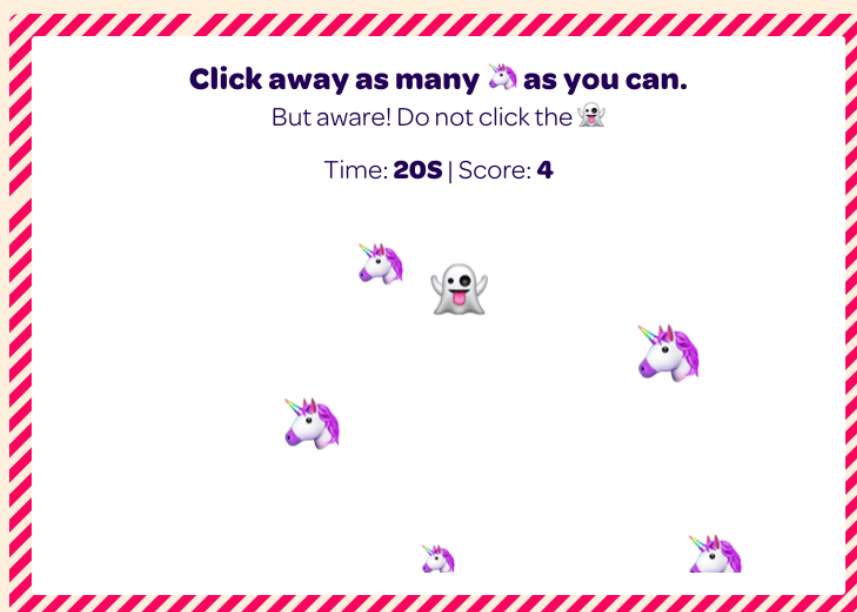 Click away as many 🦄 as you can.
But aware! Do not click the 👻
Time: 20S | Score: 4